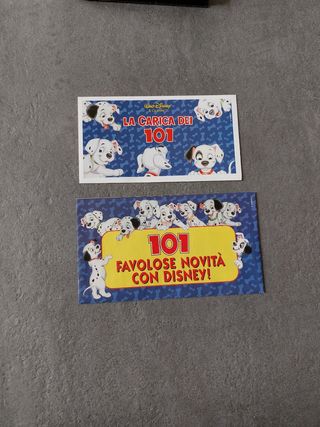 WALT DISNEY
LA CARICA DEI
101
101
FAVOLOSE NOVITÀ
CON DISNEY!